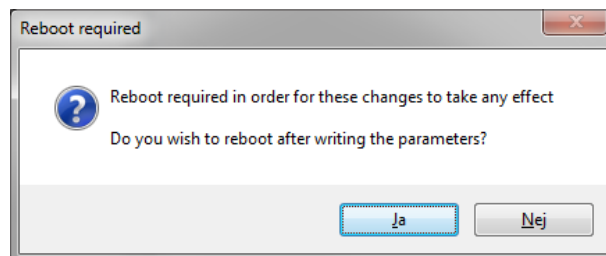 Reboot required
Reboot required in order for these changes to take any effect
Do you wish to reboot after writing the parameters?
Ja
Nej